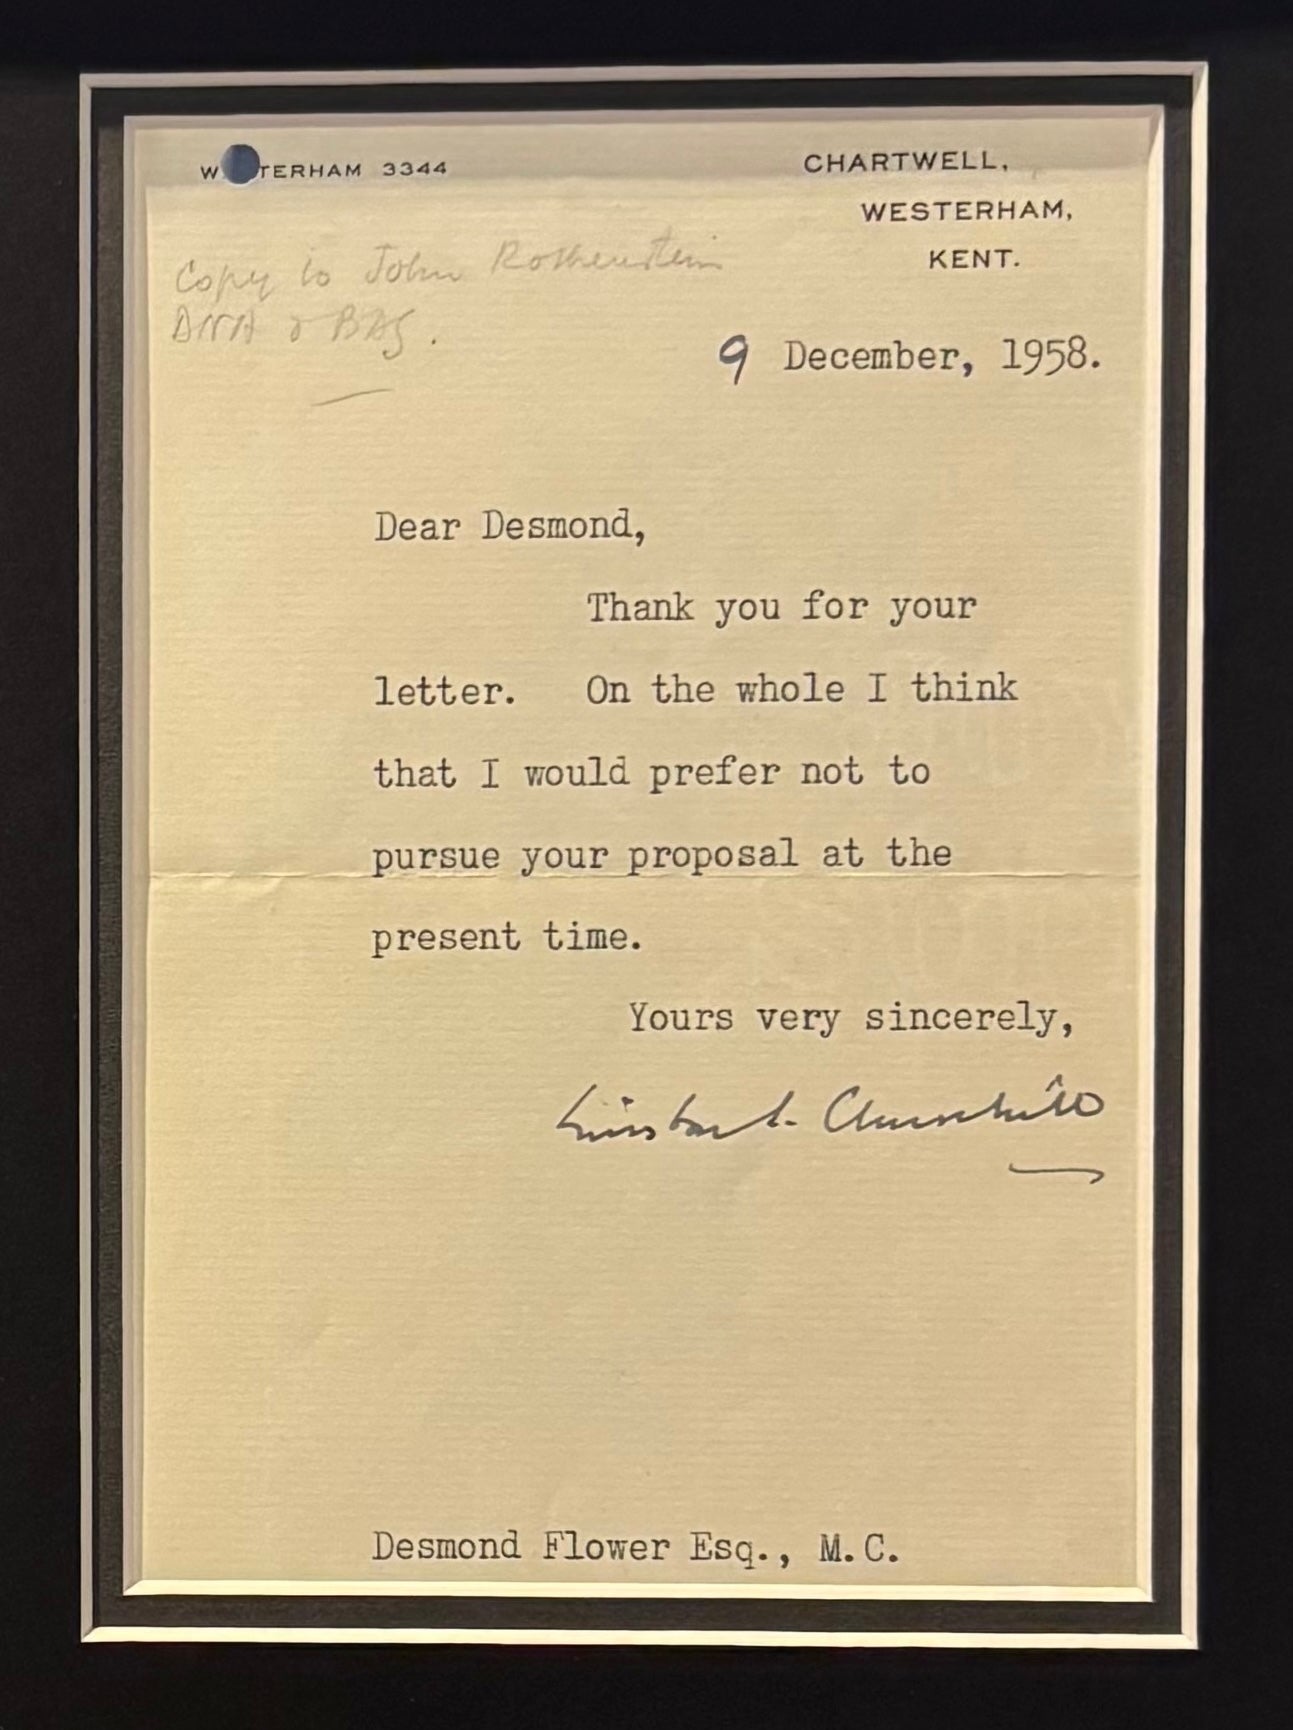 W TERHAM 3344
CHARTWELL,
WESTERHAM,
KENT.
Copy to John Rothenstein
DNA & BAS.
9 December, 1958.
Dear Desmond,
Thank you for your
letter. On the whole I think
that I would prefer not to
pursue your proposal at the
present time.
Yours very sincerely,
Winston S. Churchill
Desmond Flower Esq., M.C.